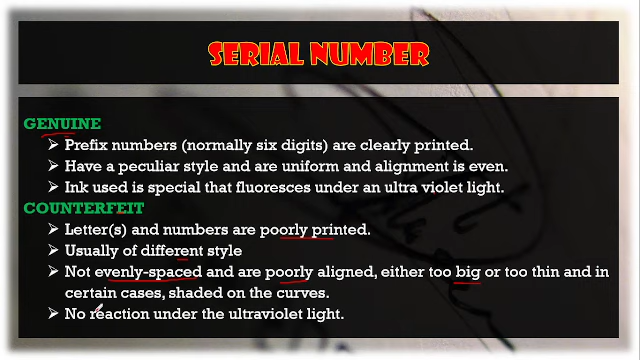 SERIAL NUMBER
GENUINE
➢ Prefix numbers (normally six digits) are clearly printed.
➢ Have a peculiar style and are uniform and alignment is even.
➢ Ink used is special that fluoresces under an ultra violet light.
COUNTERFEIT
➢ Letter(s) and numbers are poorly printed.
➢ Usually of different style
➢ Not evenly-spaced and are poorly aligned, either too big or too thin and in
certain cases, shaded on the curves.
➢ No reaction under the ultraviolet light.